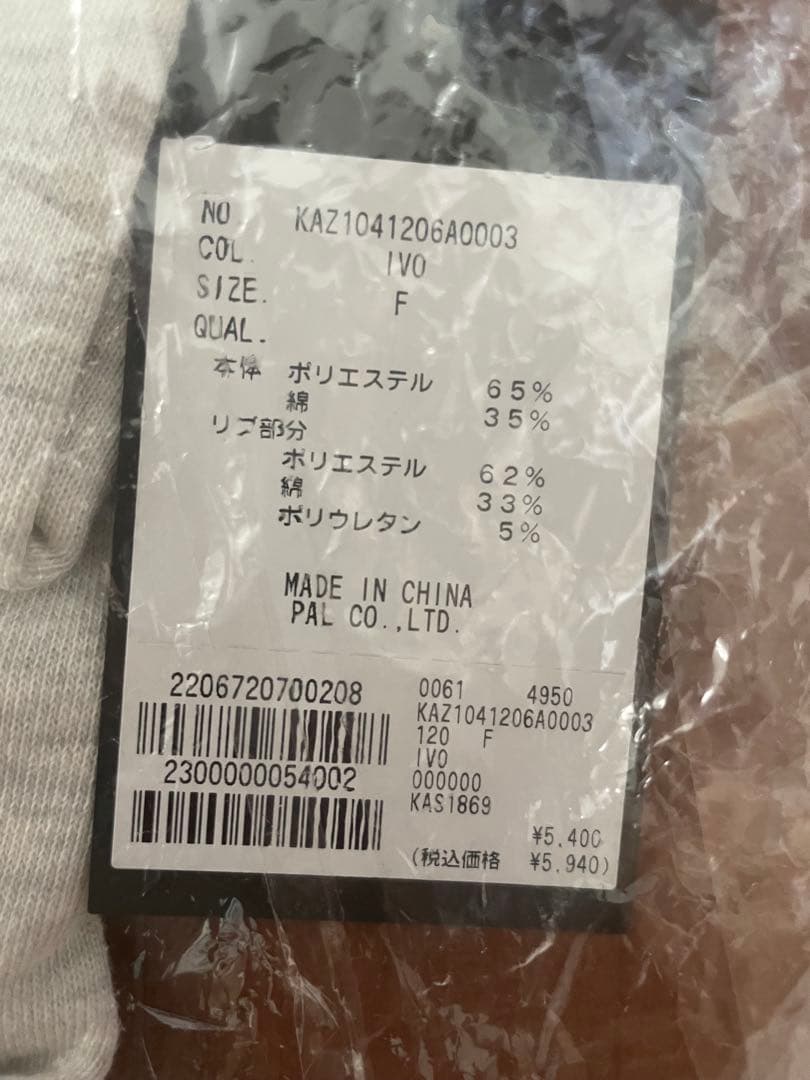 NO. KAZ1041206A0003
COL. IVO
SIZE. F
QUAL.
本体 ポリエステル 65%
綿 35%
リブ部分
ポリエステル 62%
綿 33%
ポリウレタン 5%
MADE IN CHINA
PAL CO.,LTD.
2206720700208
2300000054002
0061 4950
KAZ1041206A0003
120 F
IVO
000000
KAS1869
¥5,400
(税込価格 ¥5,940)